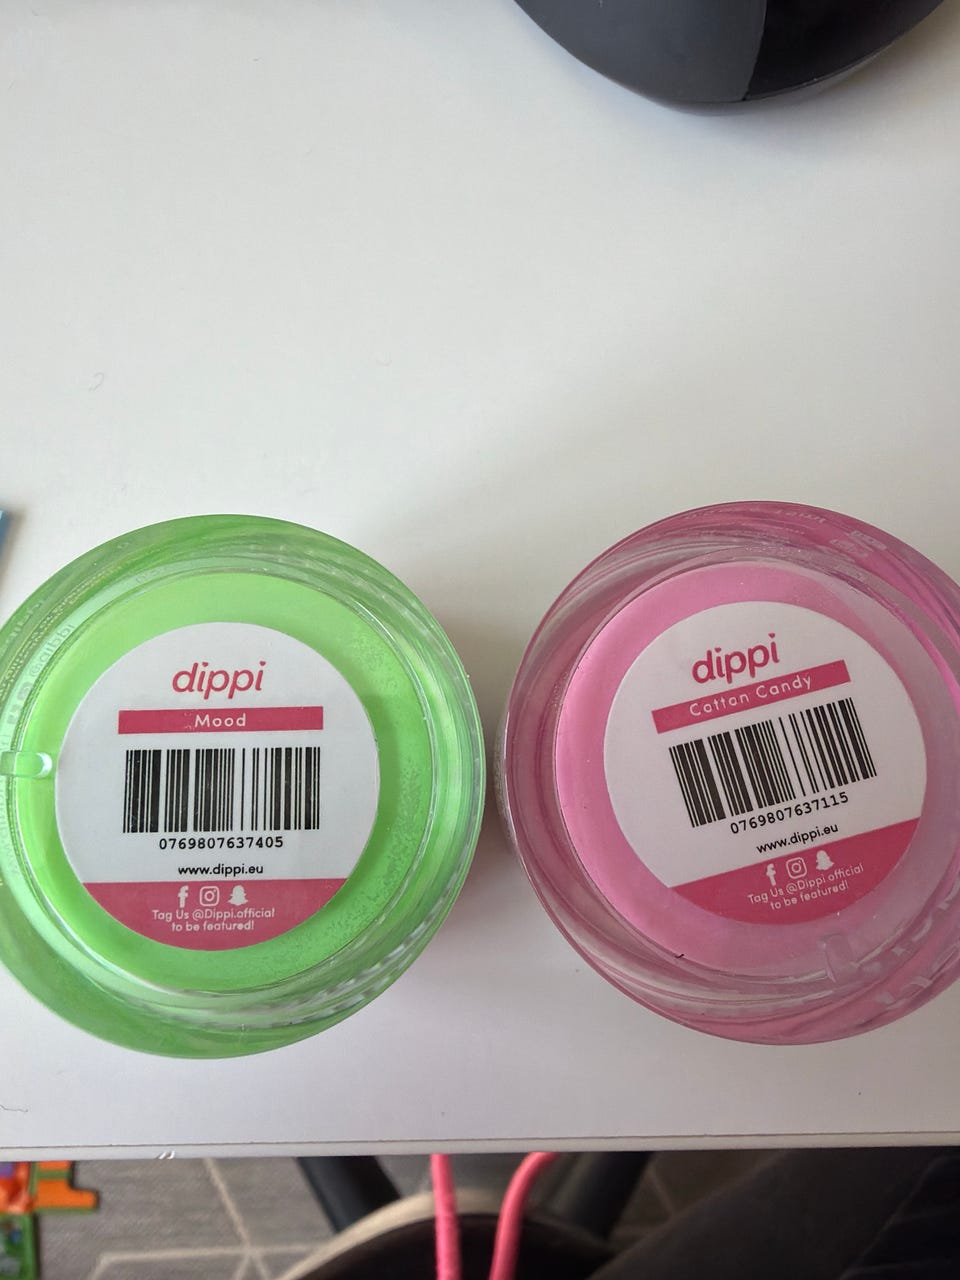 dippi
Mood
0769807637405
www.dippi.eu
Tag Us @Dippi.official
to be featured!
dippi
Cotton Candy
0769807637115
www.dippi.eu
Tag Us @Dippi.official
to be featured!